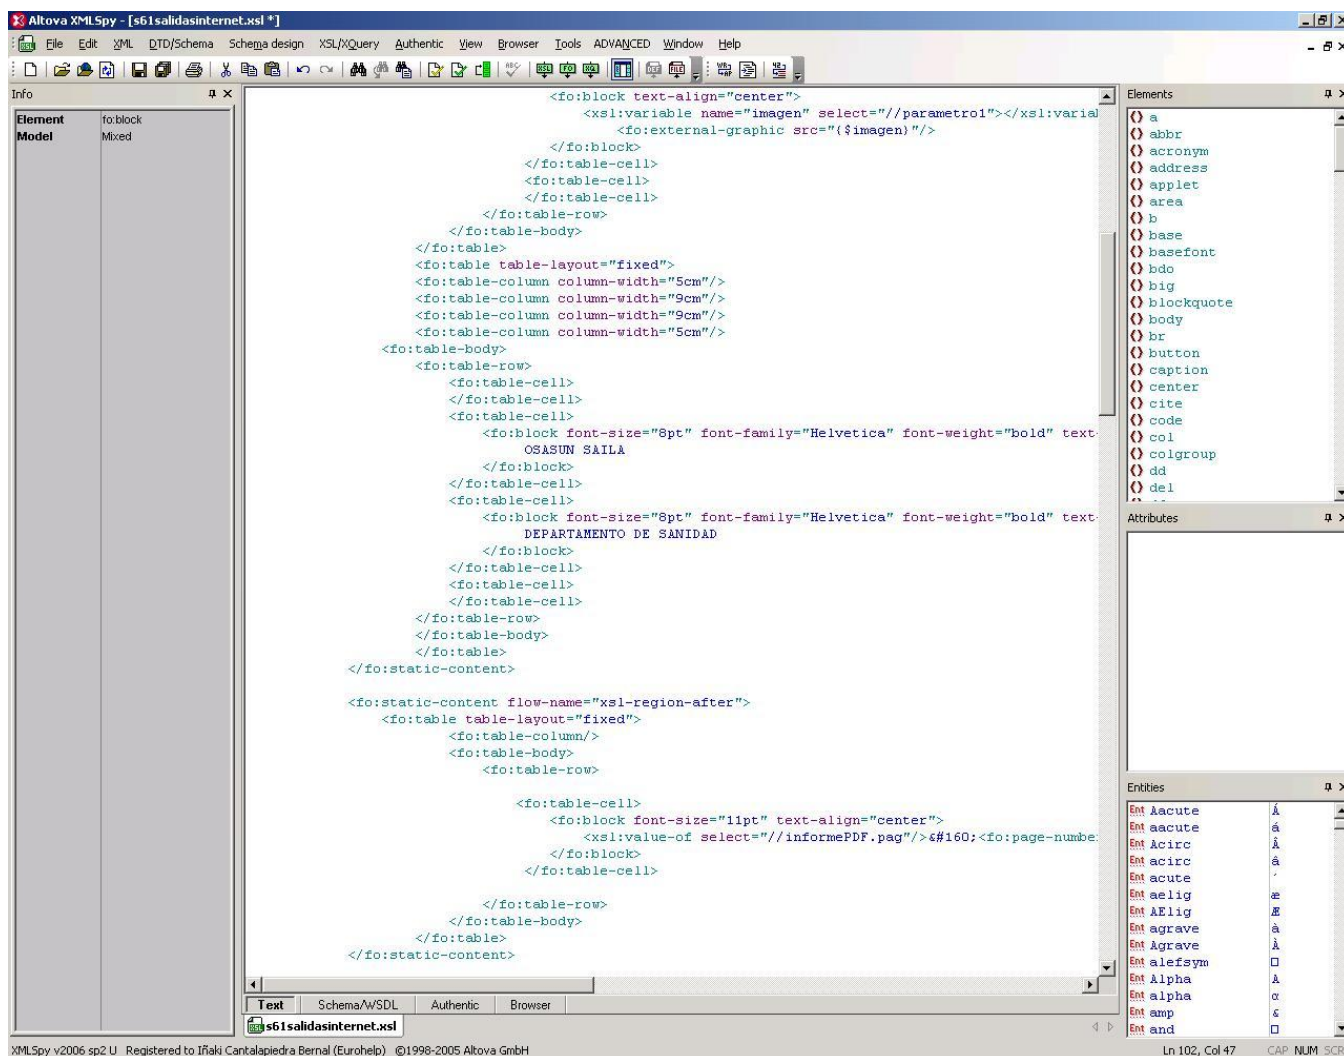 Altova XMLSpy - [s61salidasinternet.xsl *]
File Edit XML DTD/Schema Schema design XSL/XQuery Authentic View Browser Tools ADVANCED Window Help
Info
Element fo:block
Model Mixed
<fo:block text-align="center">
<xsl:variable name="imagen" select="//parametro1"></xsl:varial
<fo:external-graphic src="{$imagen}"/>
</fo:block>
</fo:table-cell>
<fo:table-cell>
</fo:table-cell>
</fo:table-row>
</fo:table-body>
</fo:table>
<fo:table table-layout="fixed">
<fo:table-column column-width="5cm"/>
<fo:table-column column-width="9cm"/>
<fo:table-column column-width="9cm"/>
<fo:table-column column-width="5cm"/>
<fo:table-body>
<fo:table-row>
<fo:table-cell>
</fo:table-cell>
<fo:table-cell>
<fo:block font-size="8pt" font-family="Helvetica" font-weight="bold" text-
OSASUN SAILA
</fo:block>
</fo:table-cell>
<fo:table-cell>
<fo:block font-size="8pt" font-family="Helvetica" font-weight="bold" text-
DEPARTAMENTO DE SANIDAD
</fo:block>
</fo:table-cell>
<fo:table-cell>
</fo:table-cell>
</fo:table-row>
</fo:table-body>
</fo:table>
</fo:static-content>
<fo:static-content flow-name="xsl-region-after">
<fo:table table-layout="fixed">
<fo:table-column/>
<fo:table-body>
<fo:table-row>
<fo:table-cell>
<fo:block font-size="11pt" text-align="center">
<xsl:value-of select="//informePDF.pag"/>&#160;<fo:page-numbe
</fo:block>
</fo:table-cell>
</fo:table-row>
</fo:table-body>
</fo:table>
</fo:static-content>
Text Schema/WSDL Authentic Browser
s61salidasinternet.xsl
Elements
a
abbr
acronym
address
applet
area
b
base
basefont
bdo
big
blockquote
body
br
button
caption
center
cite
code
col
colgroup
dd
del
Attributes
Entities
Ent Aacute Á
Ent aacute á
Ent Acirc Â
Ent acirc â
Ent acute ´
Ent aelig æ
Ent AElig Æ
Ent agrave à
Ent Agrave À
Ent alefsym
Ent Alpha Α
Ent alpha α
Ent amp &
Ent and
XMLSpy v2006 sp2 U Registered to Iñaki Cantalapiedra Bernal (Eurohelp) ©1998-2005 Altova GmbH
Ln 102, Col 47 CAP NUM SCR